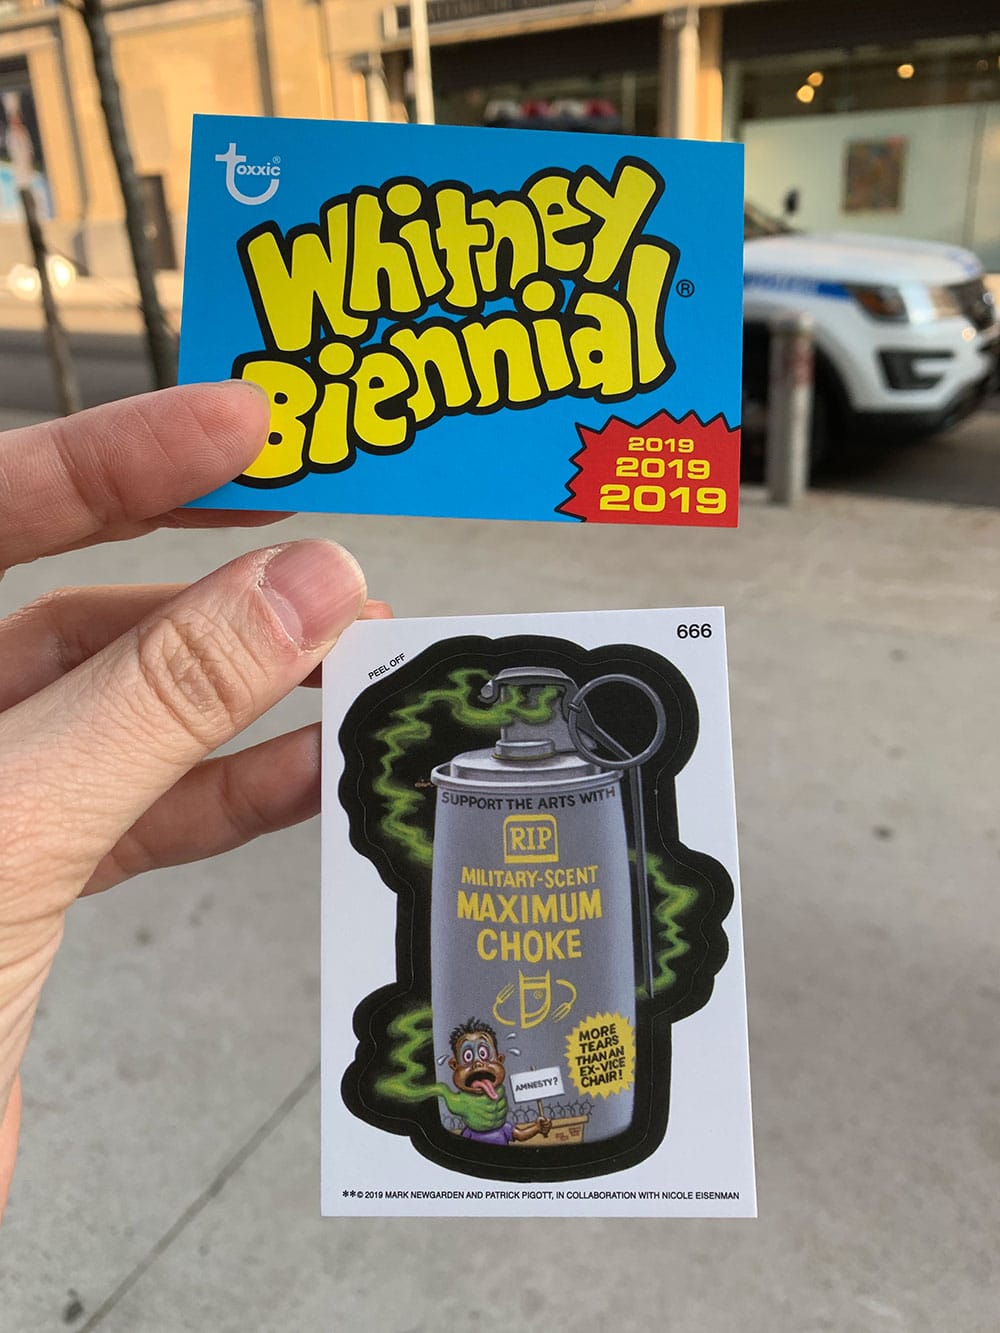 toxxic®
Whitney
Biennial®
2019
2019
2019
666
PEEL OFF
SUPPORT THE ARTS WITH
RIP
MILITARY-SCENT
MAXIMUM
CHOKE
®
MORE
TEARS
THAN AN
EX-VICE
CHAIR!
AMNESTY?
**© 2019 MARK NEWGARDEN AND PATRICK PIGOTT, IN COLLABORATION WITH NICOLE EISENMAN